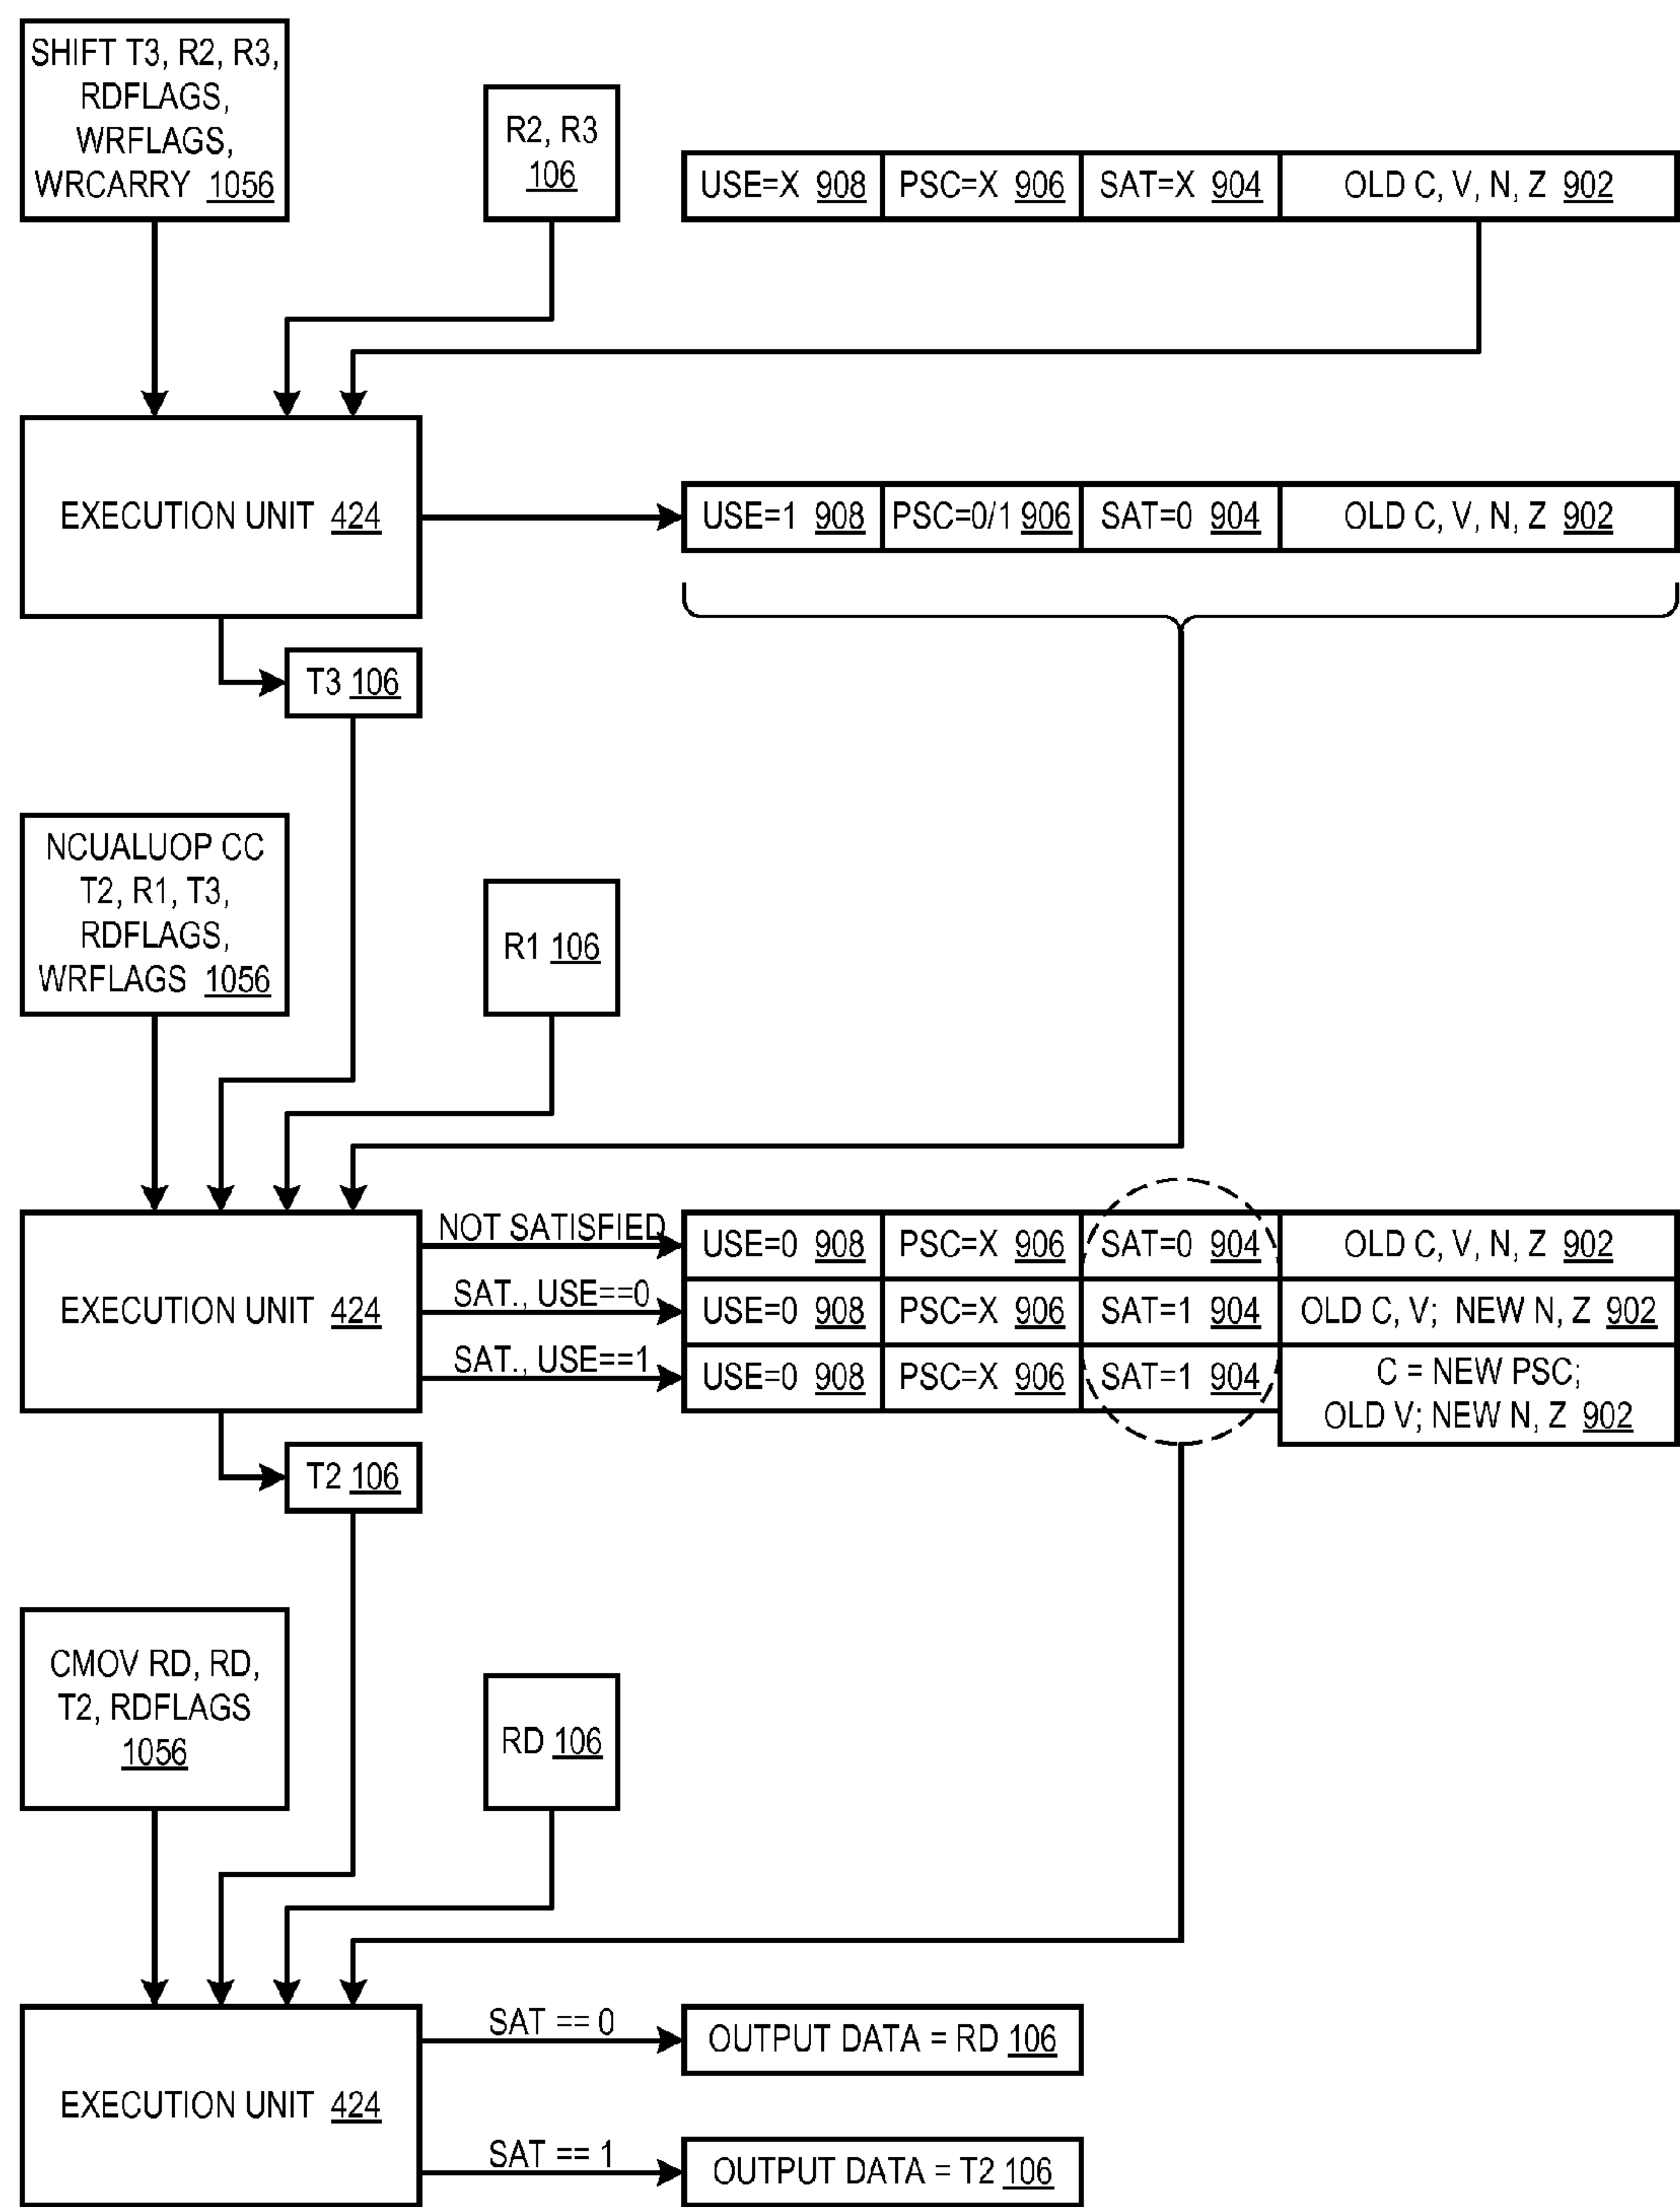 SHIFT T3, R2, R3,
RDFLAGS,
WRFLAGS,
WRCARRY 1056
R2, R3
106
USE=X 908 PSC=X 906 SAT=X 904 OLD C, V, N, Z 902
EXECUTION UNIT 424
USE=1 908 PSC=0/1 906 SAT=0 904 OLD C, V, N, Z 902
T3 106
NCUALUOP CC
T2, R1, T3,
RDFLAGS,
WRFLAGS 1056
R1 106
EXECUTION UNIT 424
NOT SATISFIED
USE=0 908 PSC=X 906 SAT=0 904 OLD C, V, N, Z 902
SAT., USE==0
USE=0 908 PSC=X 906 SAT=1 904 OLD C, V; NEW N, Z 902
SAT., USE==1
USE=0 908 PSC=X 906 SAT=1 904
C = NEW PSC;
OLD V; NEW N, Z 902
T2 106
CMOV RD, RD,
T2, RDFLAGS
1056
RD 106
EXECUTION UNIT 424
SAT == 0
OUTPUT DATA = RD 106
SAT == 1
OUTPUT DATA = T2 106